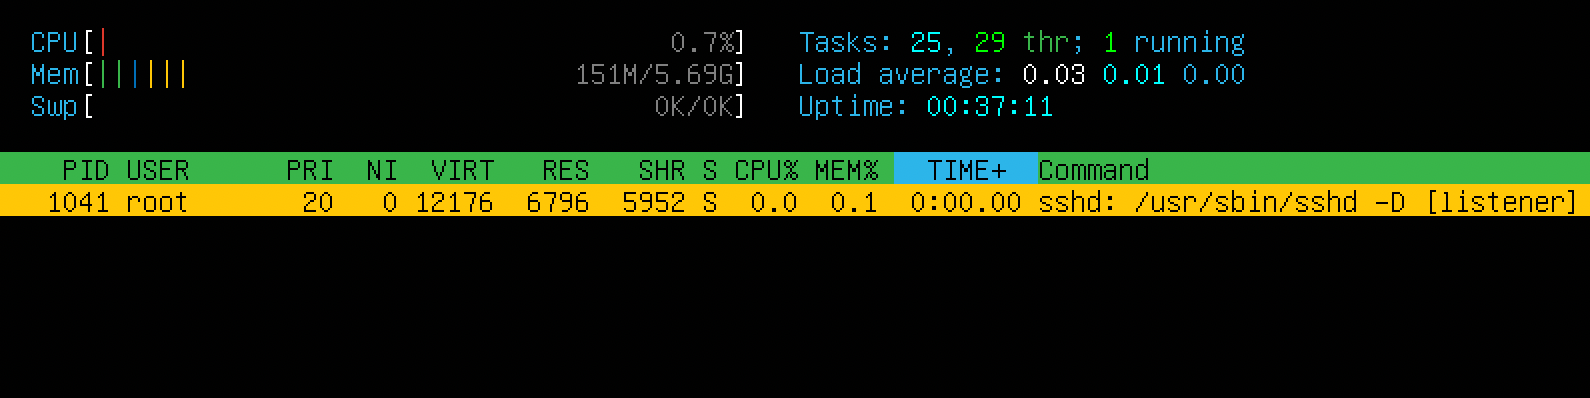 CPU[| 0.7%] Tasks: 25, 29 thr; 1 running
Mem[|||||| 151M/5.69G] Load average: 0.03 0.01 0.00
Swp[ 0K/0K] Uptime: 00:37:11
PID USER PRI NI VIRT RES SHR S CPU% MEM% TIME+ Command
1041 root 20 0 12176 6796 5952 S 0.0 0.1 0:00.00 sshd: /usr/sbin/sshd -D [listener]